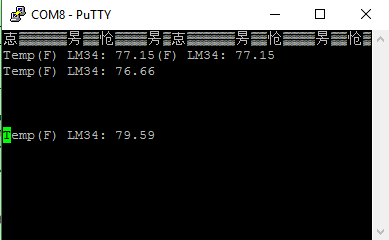 COM8 - PuTTY
Temp(F) LM34: 77.15(F) LM34: 77.15
Temp(F) LM34: 76.66
Temp(F) LM34: 79.59